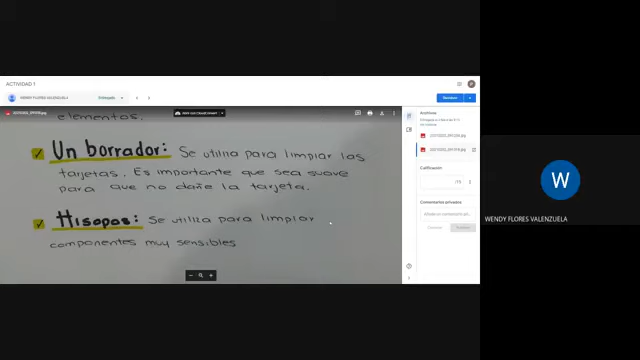 ACTIVIDAD 1
WENDY FLORES VALENZUELA
Entregado
elementos.
Un borrador: Se utiliza para limpiar las
tarjetas. Es importante que sea suave
para que no dañe la tarjeta.
Hisopos: Se utiliza para limpiar
componentes muy sensibles
Archivos
Calificación
Comentarios privados
W
WENDY FLORES VALENZUELA